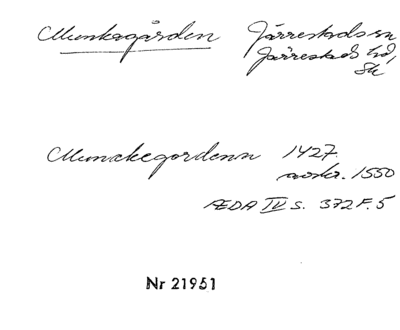 Munkagården Järrestads sn
Järrestads hd,
Sk
Munckegordenn 1427.
avskr. 1550
ÆDA IV s. 372 F. 5
Nr 21951